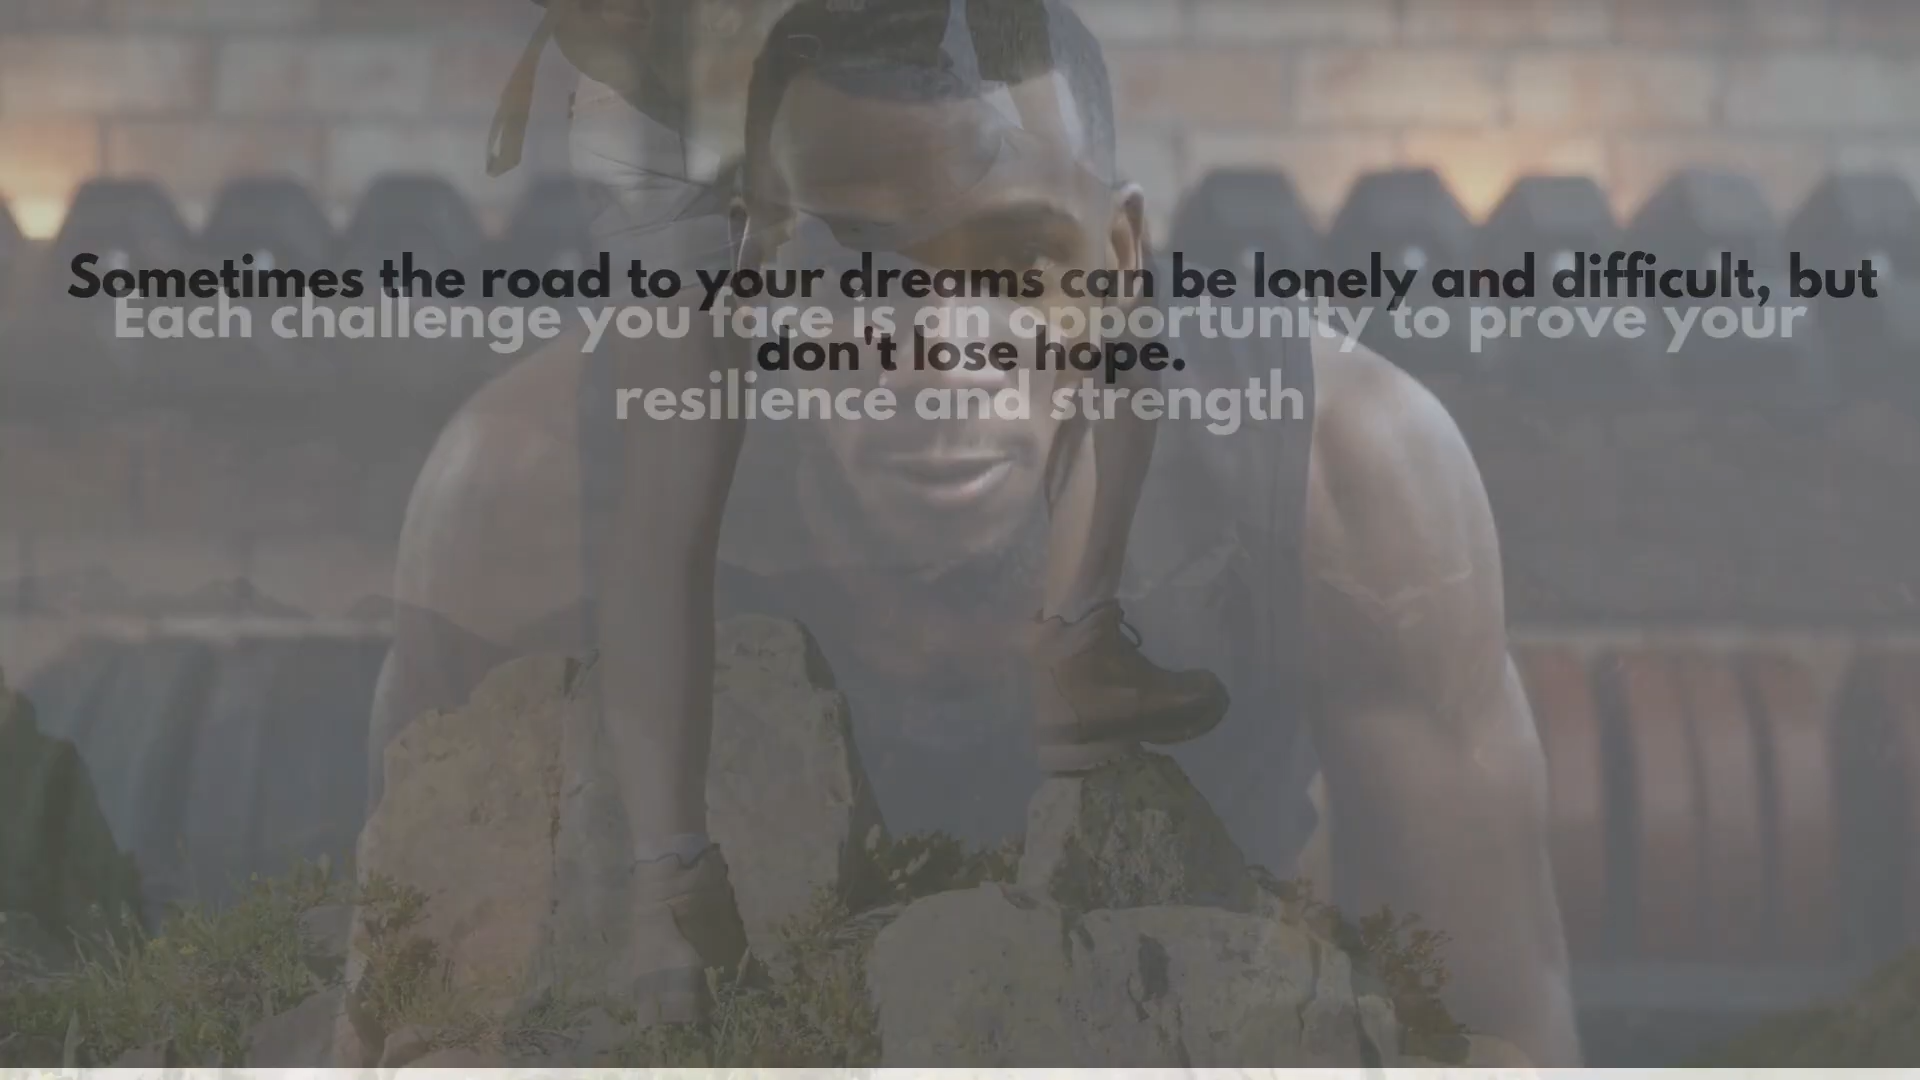 Sometimes the road to your dreams can be lonely and difficult, but
don't lose hope.
Each challenge you face is an opportunity to prove your
resilience and strength